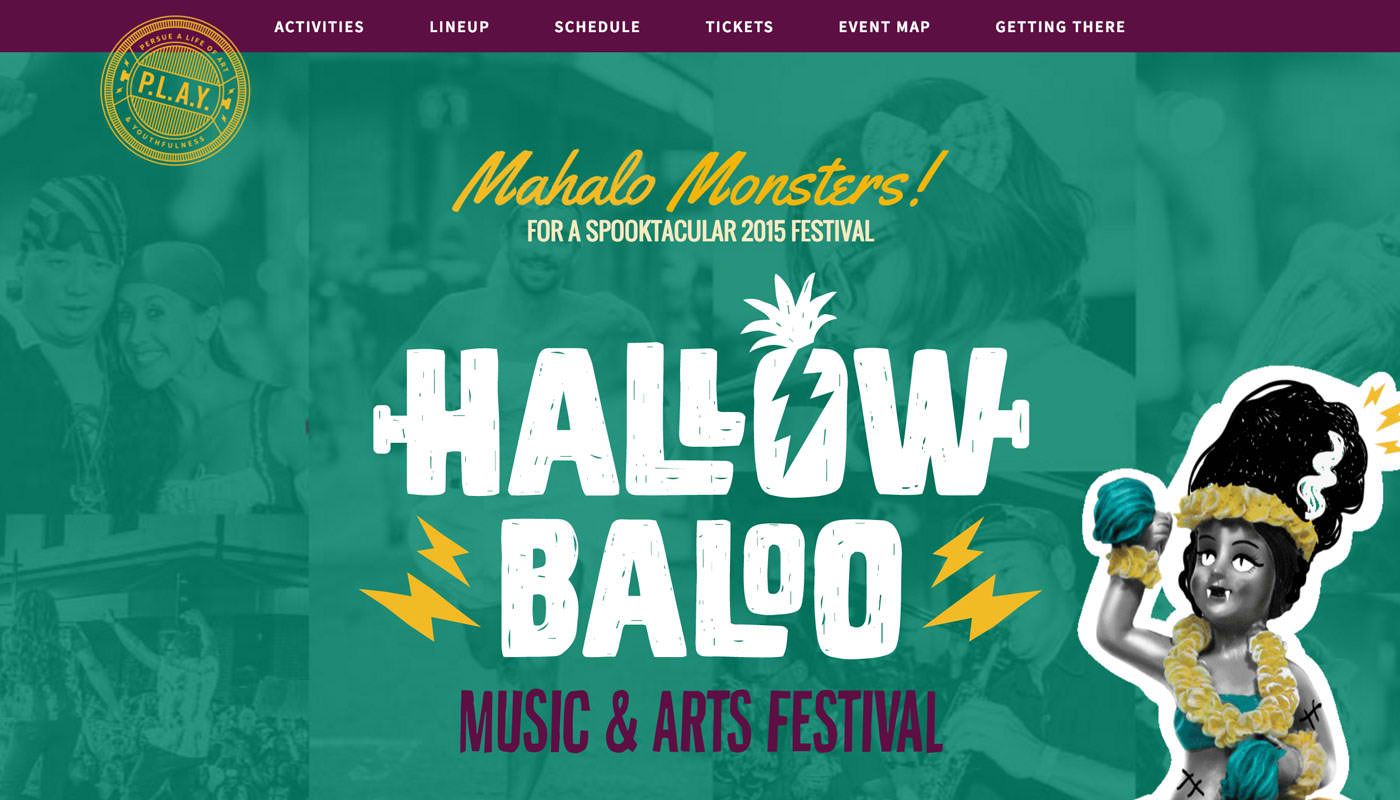 ACTIVITIES LINEUP SCHEDULE TICKETS EVENT MAP GETTING THERE
PERSUE A LIFE OF ART
P.L.A.Y.
& YOUTHFULNESS
Mahalo Monsters!
FOR A SPOOKTACULAR 2015 FESTIVAL
HALLOW
BALOO
MUSIC & ARTS FESTIVAL